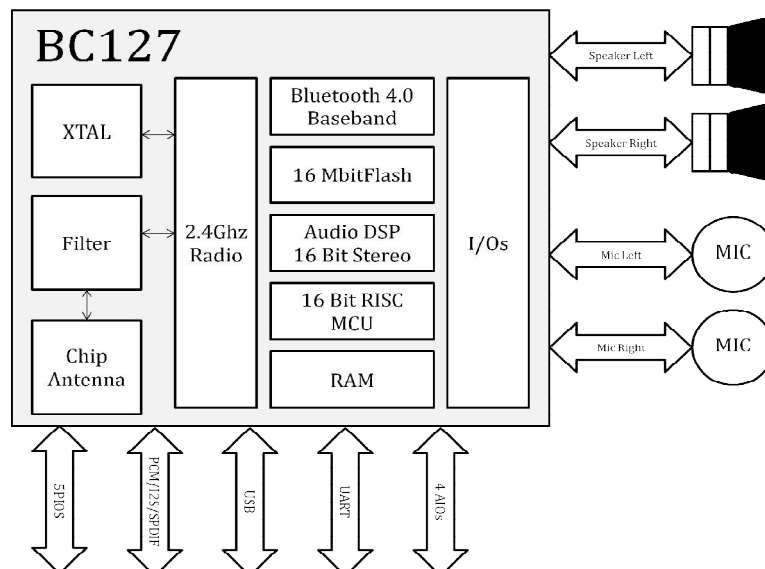 BC127
XTAL
Filter
Chip
Antenna
2.4Ghz
Radio
Bluetooth 4.0
Baseband
16 MbitFlash
Audio DSP
16 Bit Stereo
16 Bit RISC
MCU
RAM
I/Os
Speaker Left
Speaker Right
Mic Left
MIC
Mic Right
MIC
5PIOS
PCM/I2S/SPDIF
USB
UART
4 AIOs